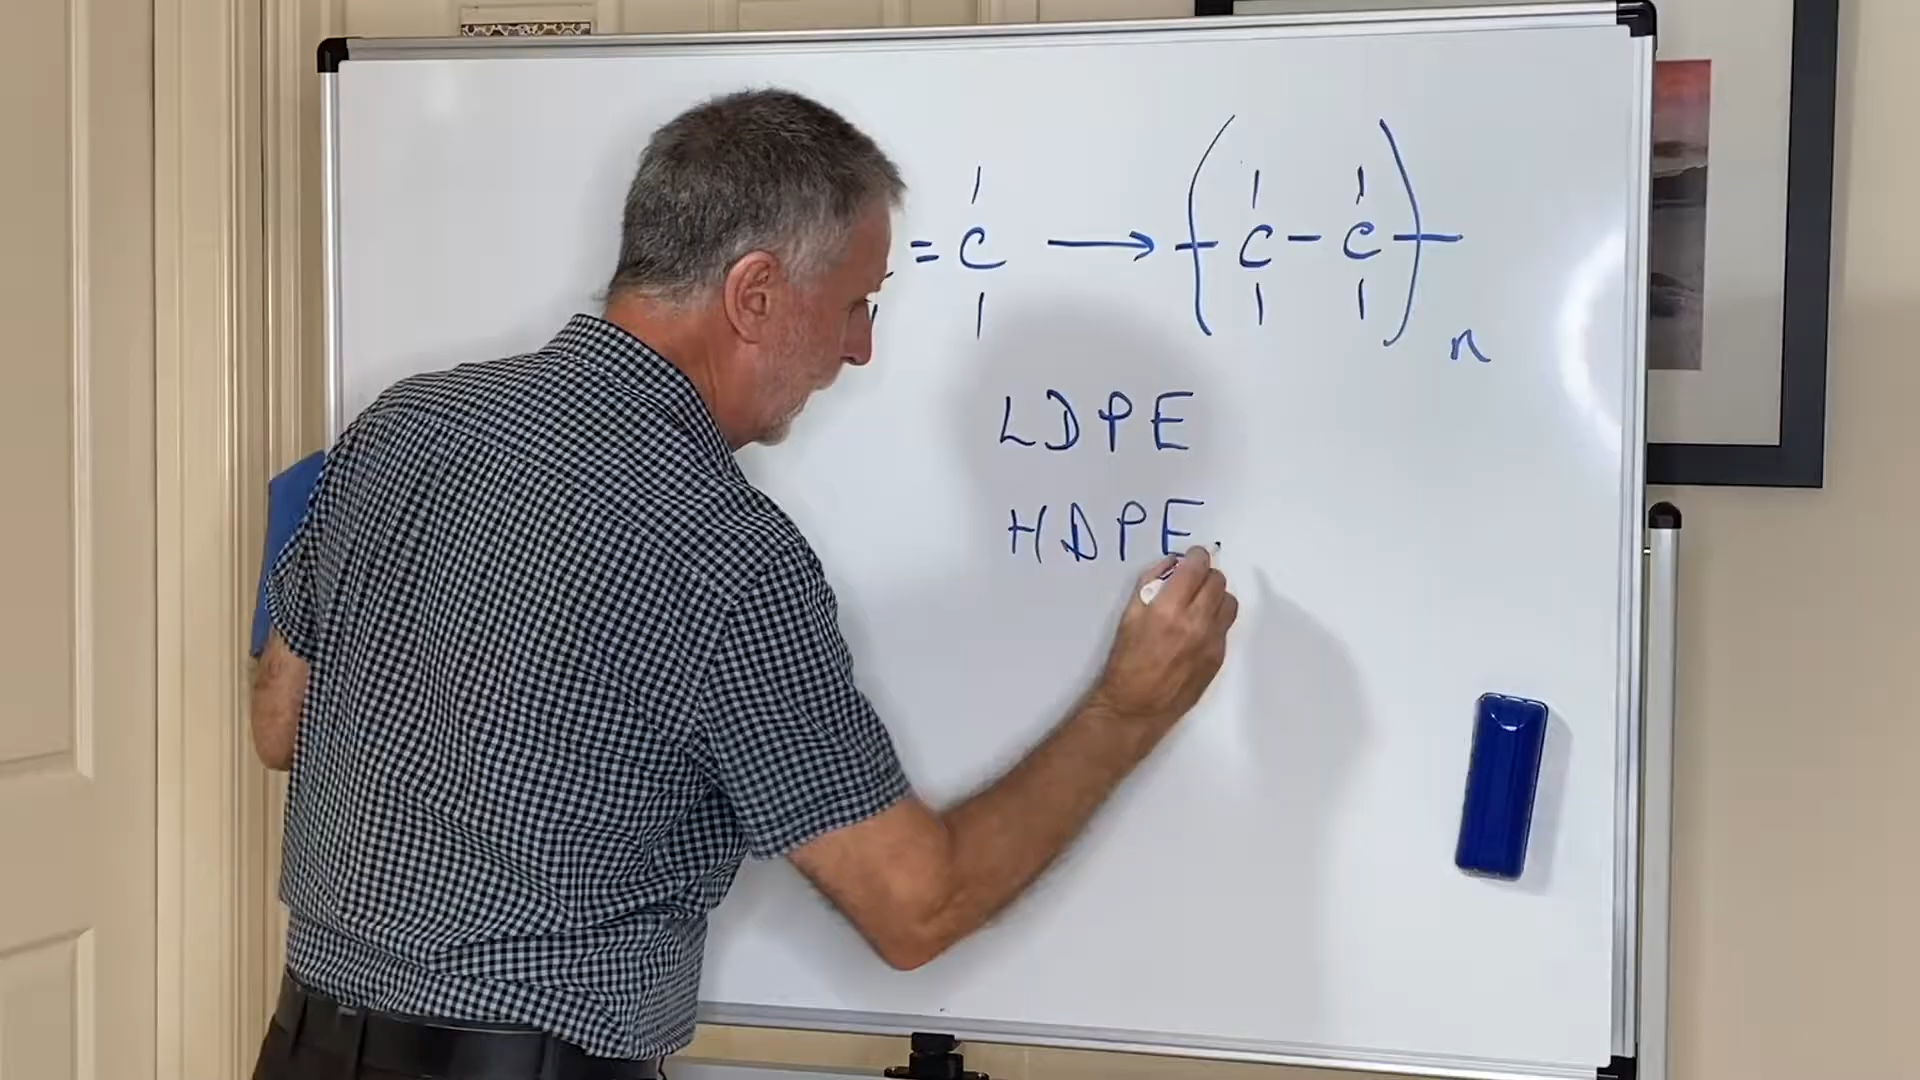 = C → ( C - C ) n
LDPE
HDPE